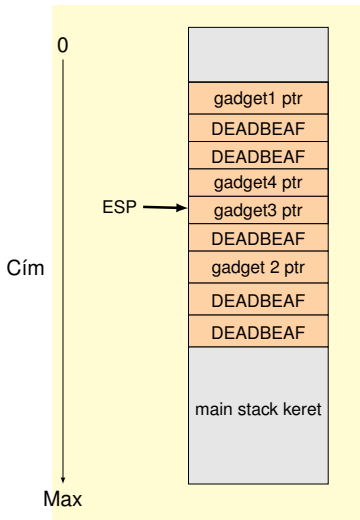 0
gadget1 ptr
DEADBEAF
DEADBEAF
gadget4 ptr
ESP
gadget3 ptr
DEADBEAF
Cím
gadget 2 ptr
DEADBEAF
DEADBEAF
main stack keret
Max